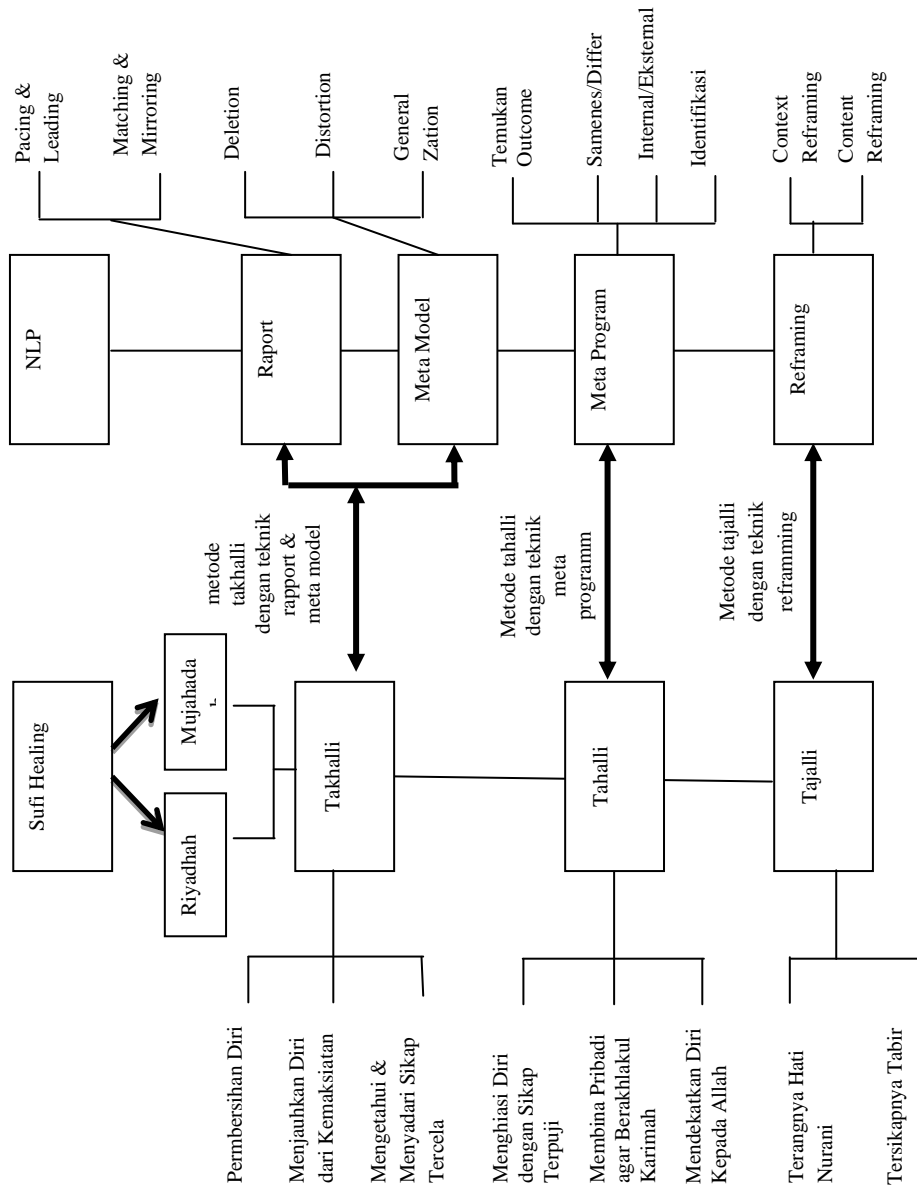 Sufi Healing
Riyadhah
Mujahada
Takhalli
Permbersihan Diri
Menjauhkan Diri
dari Kemaksiatan
Mengetahui &
Menyadari Sikap
Tercela
Tahalli
Menghiasi Diri
dengan Sikap
Terpuji
Membina Pribadi
agar Berakhlakul
Karimah
Mendekatkan Diri
Kepada Allah
Tajalli
Terangnya Hati
Nurani
Tersikapnya Tabir
metode
takhalli
dengan teknik
rapport &
meta model
Metode tahalli
dengan teknik
meta
programm
Metode tajalli
dengan teknik
reframming
NLP
Raport
Pacing &
Leading
Matching &
Mirroring
Meta Model
Deletion
Distortion
General
Zation
Meta Program
Temukan
Outcome
Samenes/Differ
Internal/Eksternal
Identifikasi
Reframing
Context
Reframing
Content
Reframing